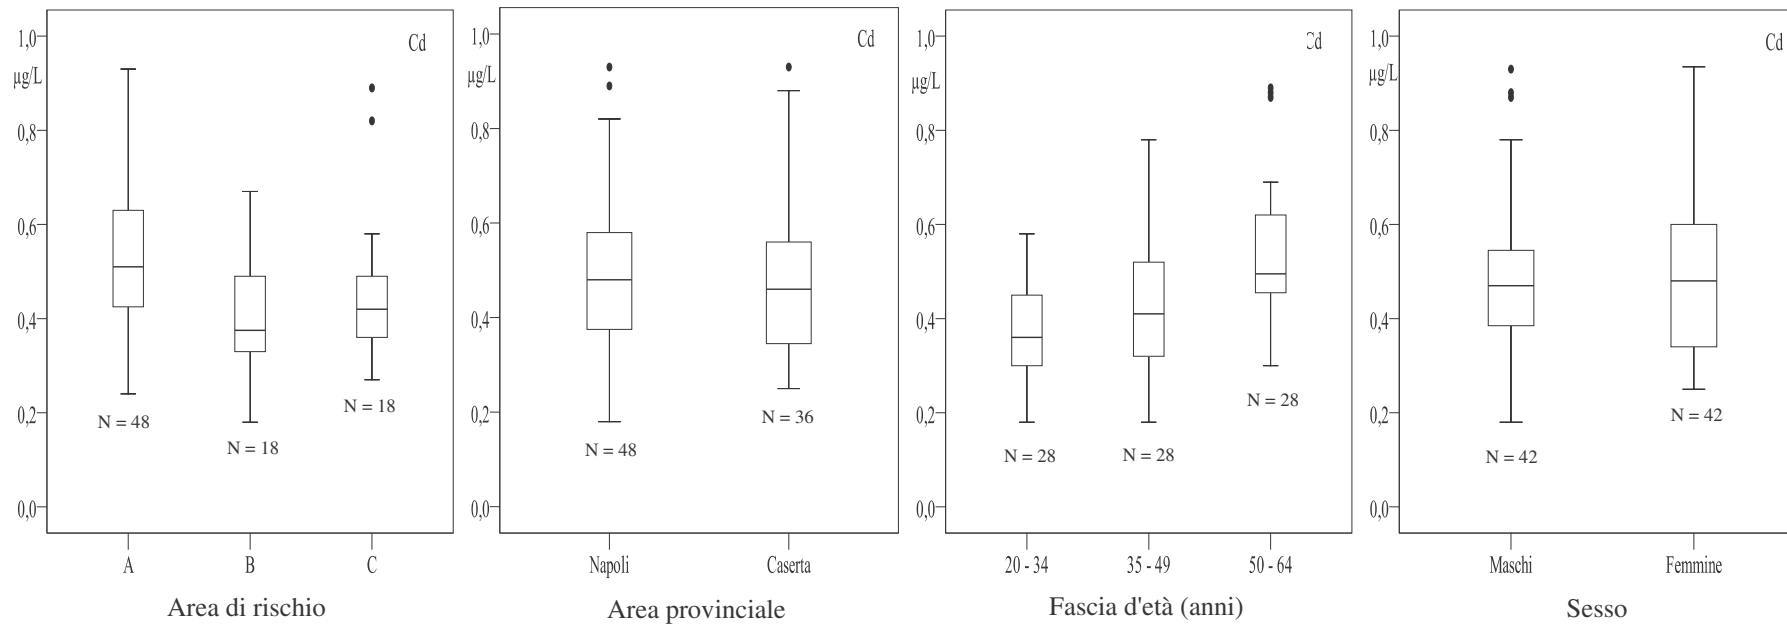 1,0
Cd
µg/L
0,8
0,6
0,4
0,2
0,0
N = 48
N = 18
N = 18
A
B
C
Area di rischio
1,0
Cd
µg/L
0,8
0,6
0,4
0,2
0,0
N = 48
N = 36
Napoli
Caserta
Area provinciale
1,0
Cd
µg/L
0,8
0,6
0,4
0,2
0,0
N = 28
N = 28
N = 28
20 - 34
35 - 49
50 - 64
Fascia d'età (anni)
1,0
Cd
µg/L
0,8
0,6
0,4
0,2
0,0
N = 42
N = 42
Maschi
Femmine
Sesso